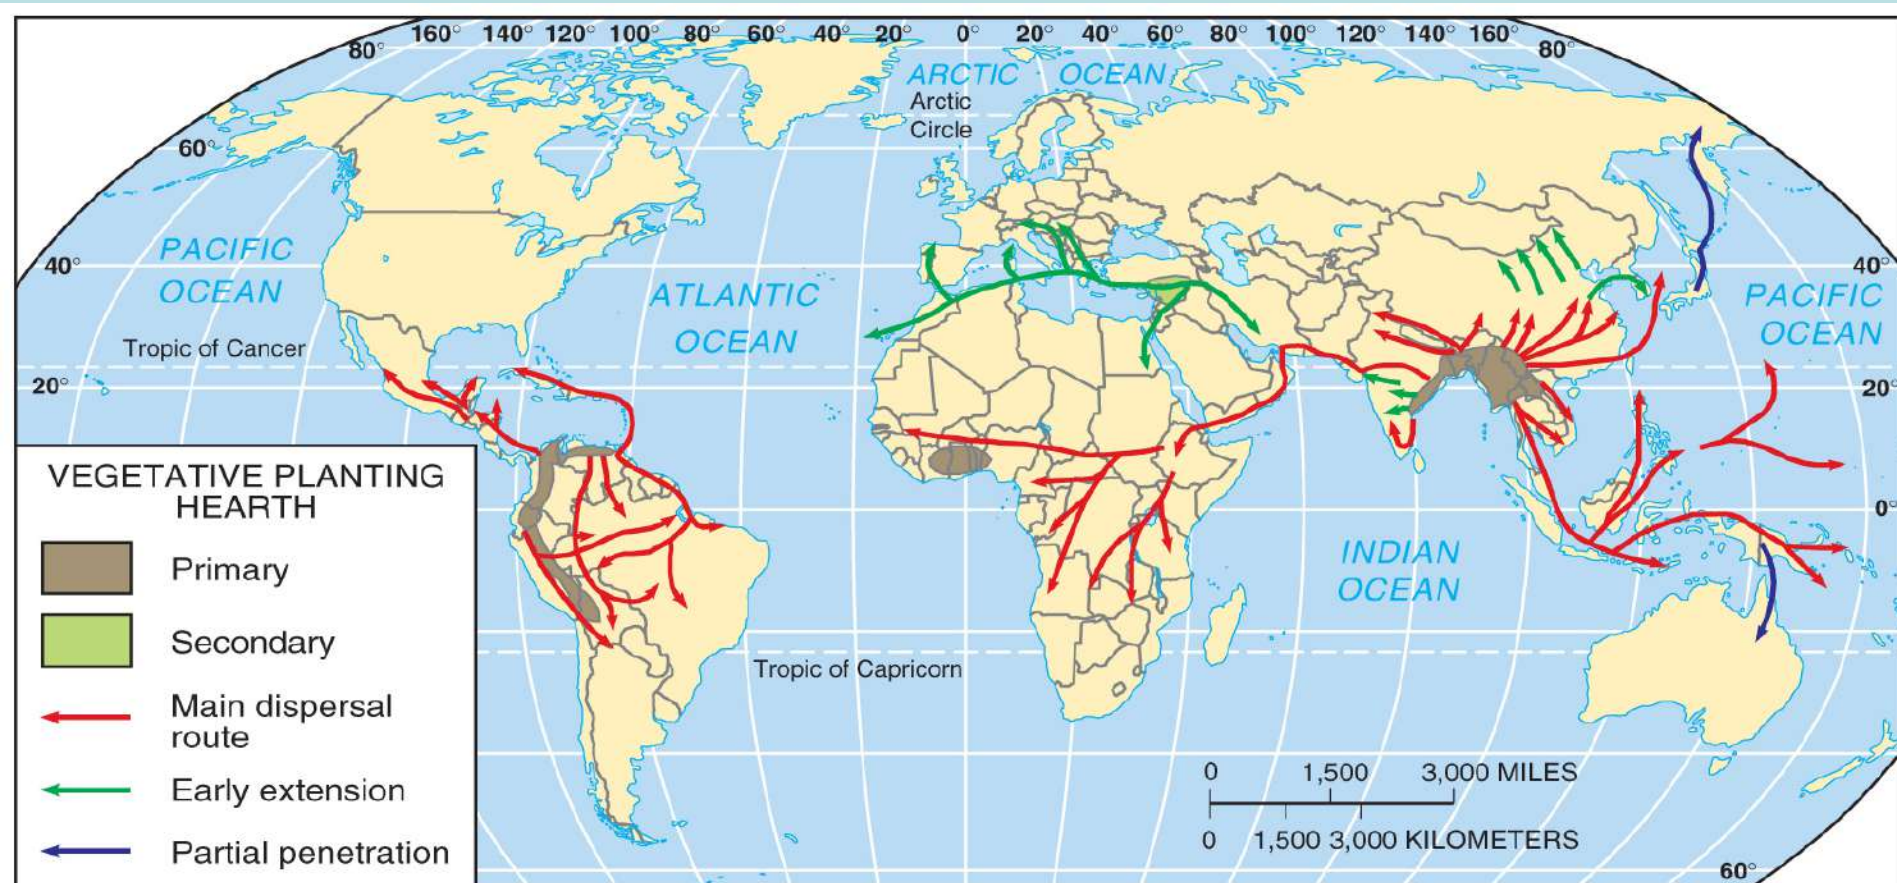 160° 140° 120° 100° 80° 60° 40° 20° 0° 20° 40° 60° 80° 100° 120° 140° 160°
80° 80°
ARCTIC OCEAN
Arctic
Circle
60°
PACIFIC
OCEAN
40° 40°
ATLANTIC
OCEAN
PACIFIC
OCEAN
Tropic of Cancer
20° 20°
0°
INDIAN
OCEAN
Tropic of Capricorn
VEGETATIVE PLANTING
HEARTH
Primary
Secondary
Main dispersal
route
Early extension
Partial penetration
0 1,500 3,000 MILES
0 1,500 3,000 KILOMETERS
60°